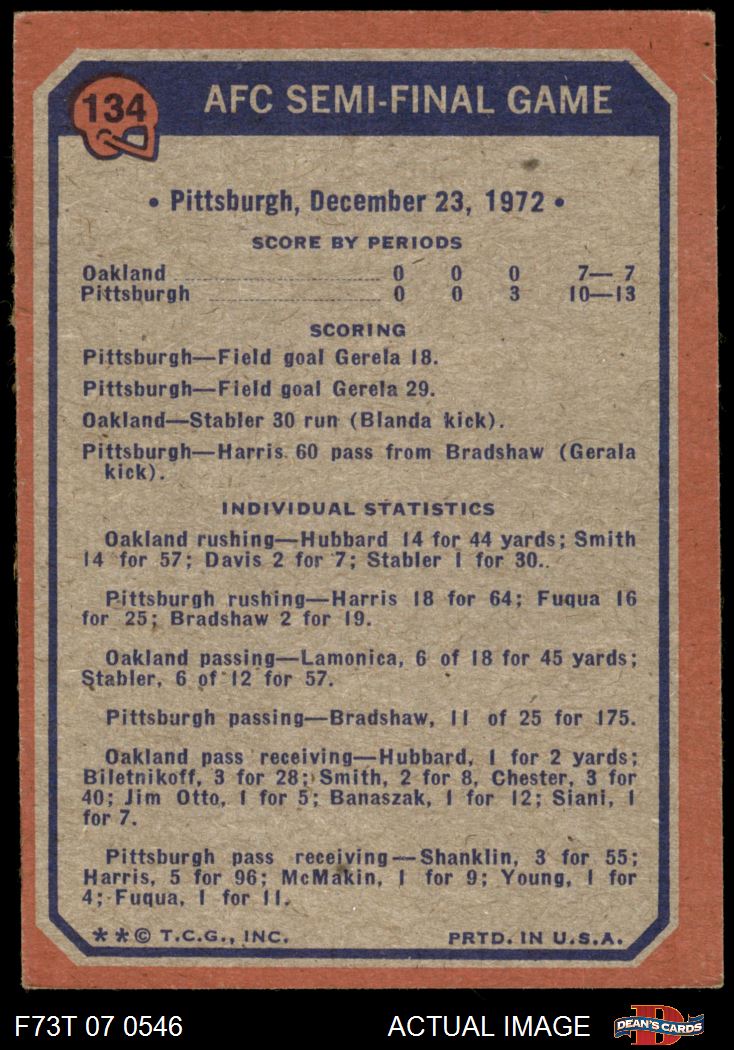 134
AFC SEMI-FINAL GAME
• Pittsburgh, December 23, 1972 •
SCORE BY PERIODS
Oakland 0 0 0 7— 7
Pittsburgh 0 0 3 10—13
SCORING
Pittsburgh—Field goal Gerela 18.
Pittsburgh—Field goal Gerela 29.
Oakland—Stabler 30 run (Blanda kick).
Pittsburgh—Harris 60 pass from Bradshaw (Gerala
kick).
INDIVIDUAL STATISTICS
Oakland rushing—Hubbard 14 for 44 yards; Smith
14 for 57; Davis 2 for 7; Stabler 1 for 30..
Pittsburgh rushing—Harris 18 for 64; Fuqua 16
for 25; Bradshaw 2 for 19.
Oakland passing—Lamonica, 6 of 18 for 45 yards;
Stabler, 6 of 12 for 57.
Pittsburgh passing—Bradshaw, 11 of 25 for 175.
Oakland pass receiving—Hubbard, 1 for 2 yards;
Biletnikoff, 3 for 28; Smith, 2 for 8, Chester, 3 for
40; Jim Otto, 1 for 5; Banaszak, 1 for 12; Siani, 1
for 7.
Pittsburgh pass receiving—Shanklin, 3 for 55;
Harris, 5 for 96; McMakin, 1 for 9; Young, 1 for
4; Fuqua, 1 for 11.
**© T.C.G., INC. PRTD. IN U.S.A.
F73T 07 0546 ACTUAL IMAGE DEAN'S CARDS